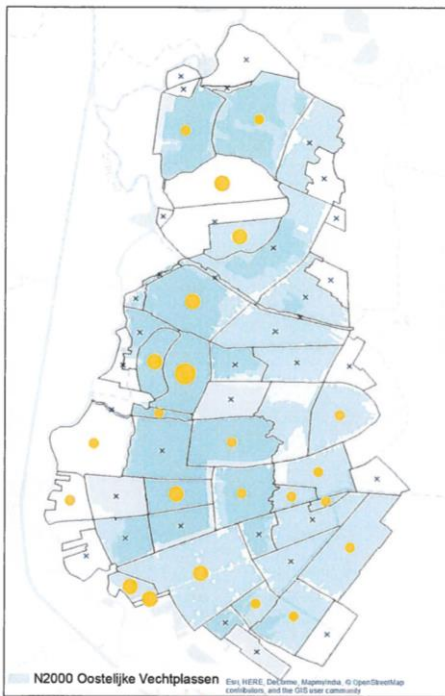 N2000 Oostelijke Vechtplassen
Esri, HERE, DeLorme, MapmyIndia, © OpenStreetMap
contributors, and the GIS user community